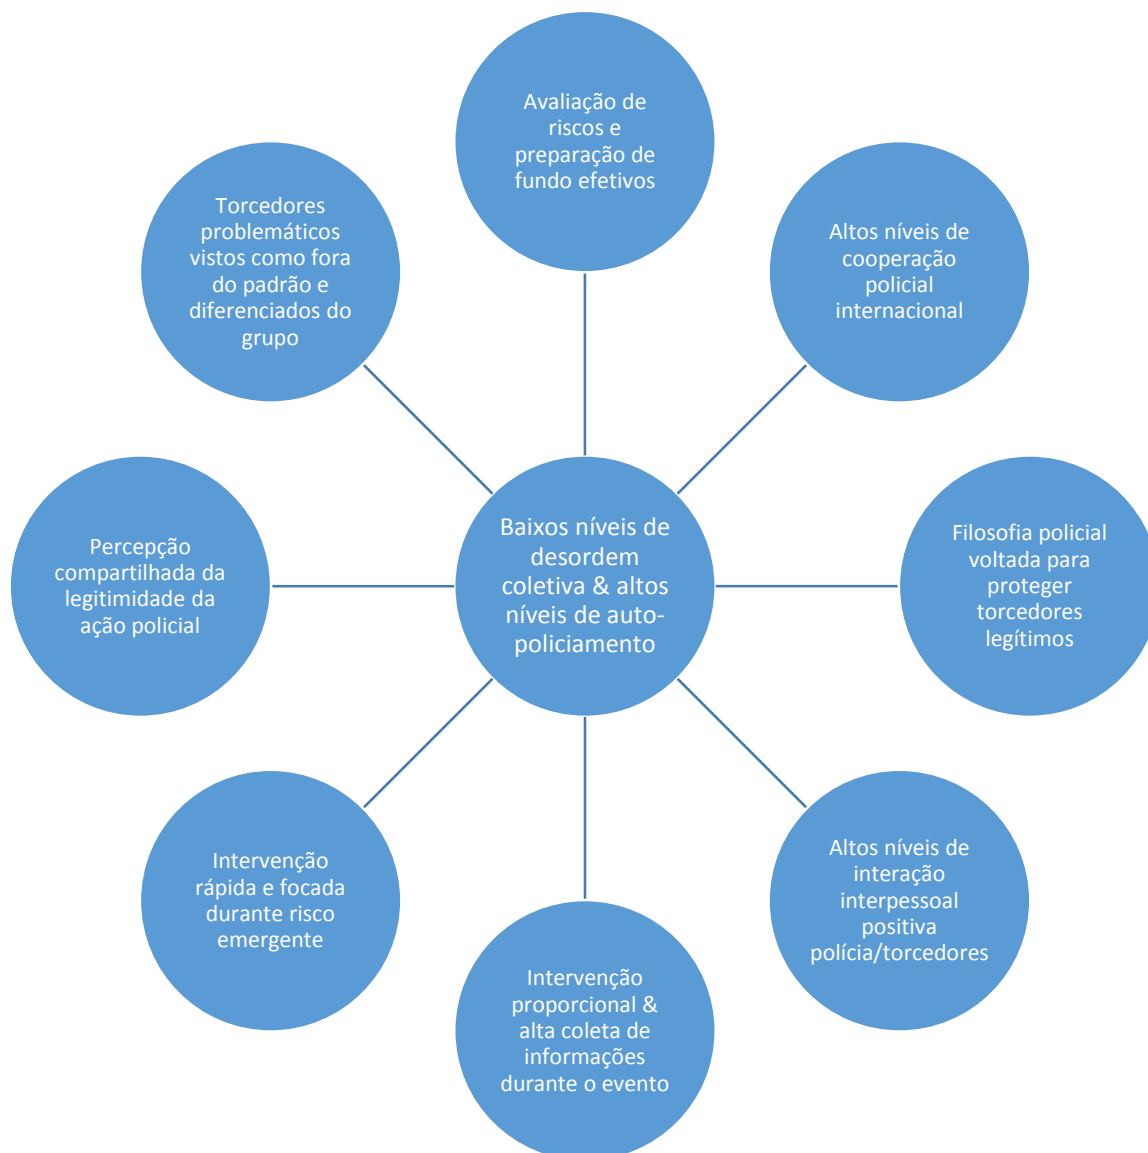 Avaliação de
riscos e
preparação de
fundo efetivos
Altos níveis de
cooperação
policial
internacional
Filosofia policial
voltada para
proteger
torcedores
legítimos
Altos níveis de
interação
interpessoal
positiva
polícia/torcedores
Intervenção
proporcional &
alta coleta de
informações
durante o evento
Intervenção
rápida e focada
durante risco
emergente
Percepção
compartilhada da
legitimidade da
ação policial
Torcedores
problemáticos
vistos como fora
do padrão e
diferenciados do
grupo
Baixos níveis de
desordem
coletiva & altos
níveis de auto-
policiamento